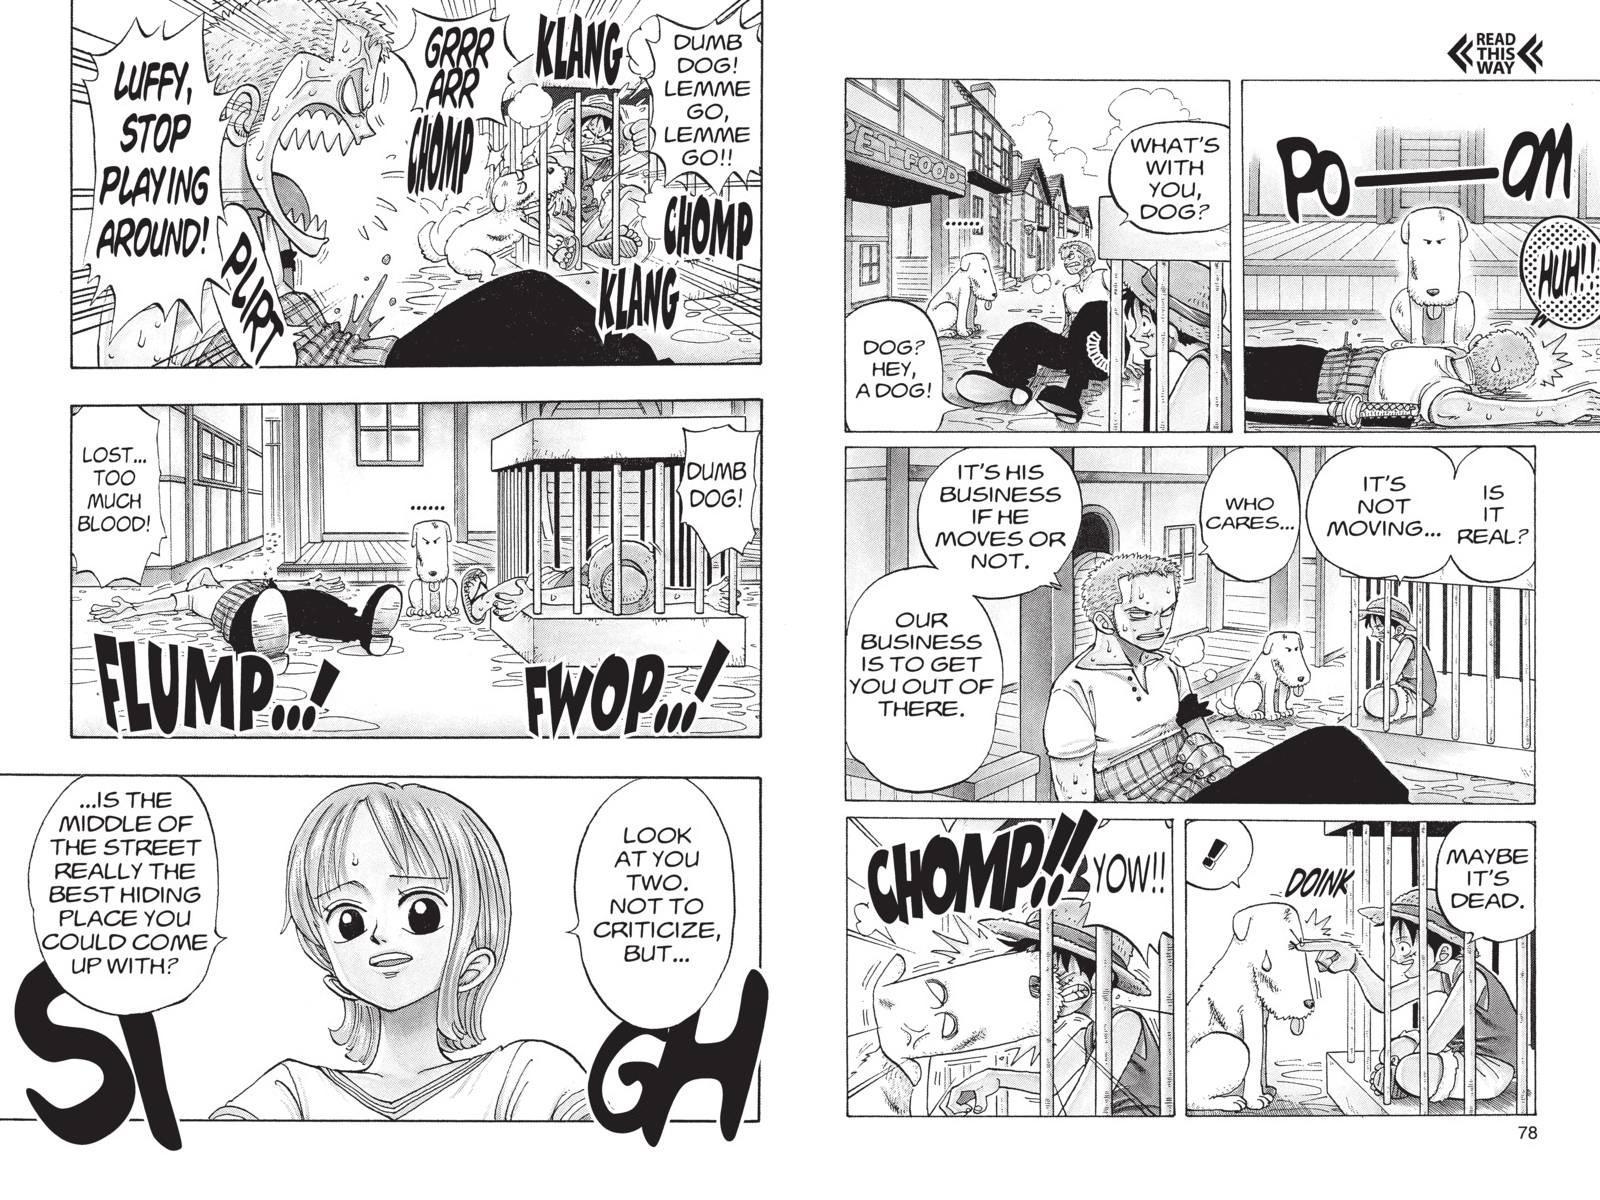 READ
THIS
WAY
PO
OM
HUH!!
WHAT'S
WITH
YOU,
DOG?
PET FOOD
......
DOG?
HEY,
A DOG!
IS
IT
REAL?
IT'S
NOT
MOVING...
WHO
CARES...
IT'S HIS
BUSINESS
IF HE
MOVES OR
NOT.
OUR
BUSINESS
IS TO GET
YOU OUT OF
THERE.
MAYBE
IT'S
DEAD.
DOINK
!
YOW!!
CHOMP!!
78
DUMB
DOG!
LEMME
GO,
LEMME
GO!!
KLANG
CHOMP
KLANG
GRRR
ARR
CHOMP
LUFFY,
STOP
PLAYING
AROUND!
PLIRT
DUMB
DOG!
......
LOST...
TOO
MUCH
BLOOD!
FWOP...!
FLUMP...!
LOOK
AT YOU
TWO.
NOT TO
CRITICIZE,
BUT...
...IS THE
MIDDLE OF
THE STREET
REALLY THE
BEST HIDING
PLACE YOU
COULD COME
UP WITH?
SIGH